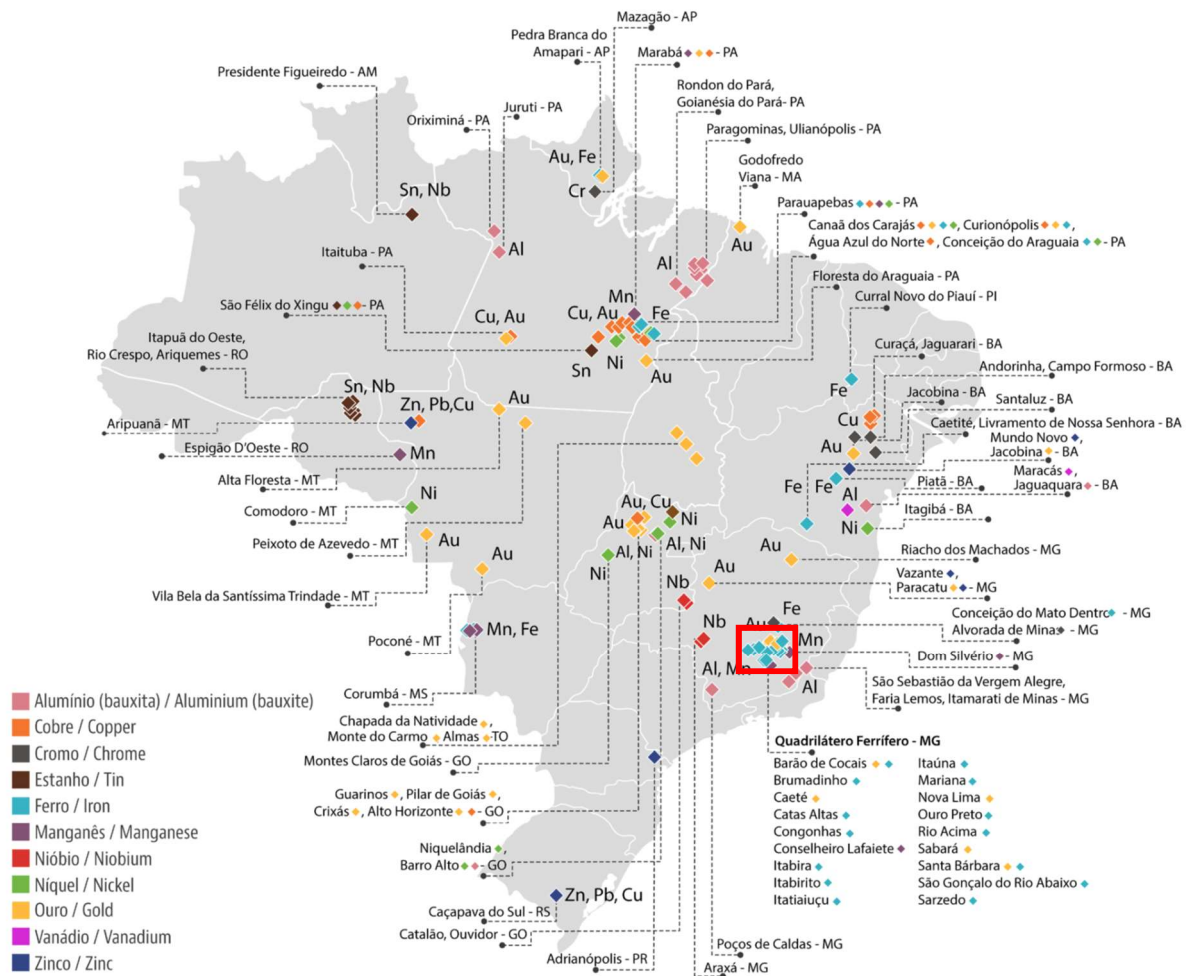 Mazagão - AP
Pedra Branca do
Amapari - AP
Marabá - PA
Presidente Figueiredo - AM
Rondon do Pará,
Goianésia do Pará- PA
Juruti - PA
Oriximiná - PA
Paragominas, Ulianópolis - PA
Au, Fe
Godofredo
Viana - MA
Cr
Sn, Nb
Parauapebas - PA
Canaã dos Carajás , Curionópolis ,
Água Azul do Norte , Conceição do Araguaia - PA
Au
Al
Itaituba - PA
Al
Floresta do Araguaia - PA
Mn
Curral Novo do Piauí - PI
São Félix do Xingu - PA
Cu, Au
Cu, Au
Fe
Itapuã do Oeste,
Rio Crespo, Ariquemes - RO
Curaçá, Jaguarari - BA
Ni
Sn
Au
Andorinha, Campo Formoso - BA
Fe
Sn, Nb
Jacobina - BA
Au
Santaluz - BA
Zn, Pb,Cu
Cu
Aripuanã - MT
Caetité, Livramento de Nossa Senhora - BA
Mundo Novo ,
Jacobina - BA
Au
Espigão D'Oeste - RO
Mn
Maracás ,
Jaguaquara - BA
Alta Floresta - MT
Piatã - BA
Fe
Fe
Ni
Al
Comodoro - MT
Au, Cu
Itagibá - BA
Au
Ni
Ni
Peixoto de Azevedo - MT
Au
Al, Ni
Al, Ni
Au
Au
Riacho dos Machados - MG
Ni
Vazante ,
Paracatu - MG
Nb
Au
Vila Bela da Santíssima Trindade - MT
Fe
Conceição do Mato Dentro - MG
Nb
Au
Alvorada de Minas - MG
Mn, Fe
Mn
Poconé - MT
Dom Silvério - MG
Al, Mn
São Sebastião da Vergem Alegre,
Faria Lemos, Itamarati de Minas - MG
Al
Corumbá - MS
Alumínio (bauxita) / Aluminium (bauxite)
Cobre / Copper
Cromo / Chrome
Estanho / Tin
Ferro / Iron
Manganês / Manganese
Nióbio / Niobium
Níquel / Nickel
Ouro / Gold
Vanádio / Vanadium
Zinco / Zinc
Chapada da Natividade ,
Monte do Carmo Almas -TO
Montes Claros de Goiás - GO
Guarinos , Pilar de Goiás ,
Crixás , Alto Horizonte - GO
Niquelândia ,
Barro Alto - GO
Zn, Pb, Cu
Caçapava do Sul - RS
Catalão, Ouvidor - GO
Adrianópolis - PR
Araxá - MG
Poços de Caldas - MG
Quadrilátero Ferrífero - MG
Barão de Cocais
Brumadinho
Caeté
Catas Altas
Congonhas
Conselheiro Lafaiete
Itabira
Itabirito
Itatiaiuçu
Itaúna
Mariana
Nova Lima
Ouro Preto
Rio Acima
Sabará
Santa Bárbara
São Gonçalo do Rio Abaixo
Sarzedo